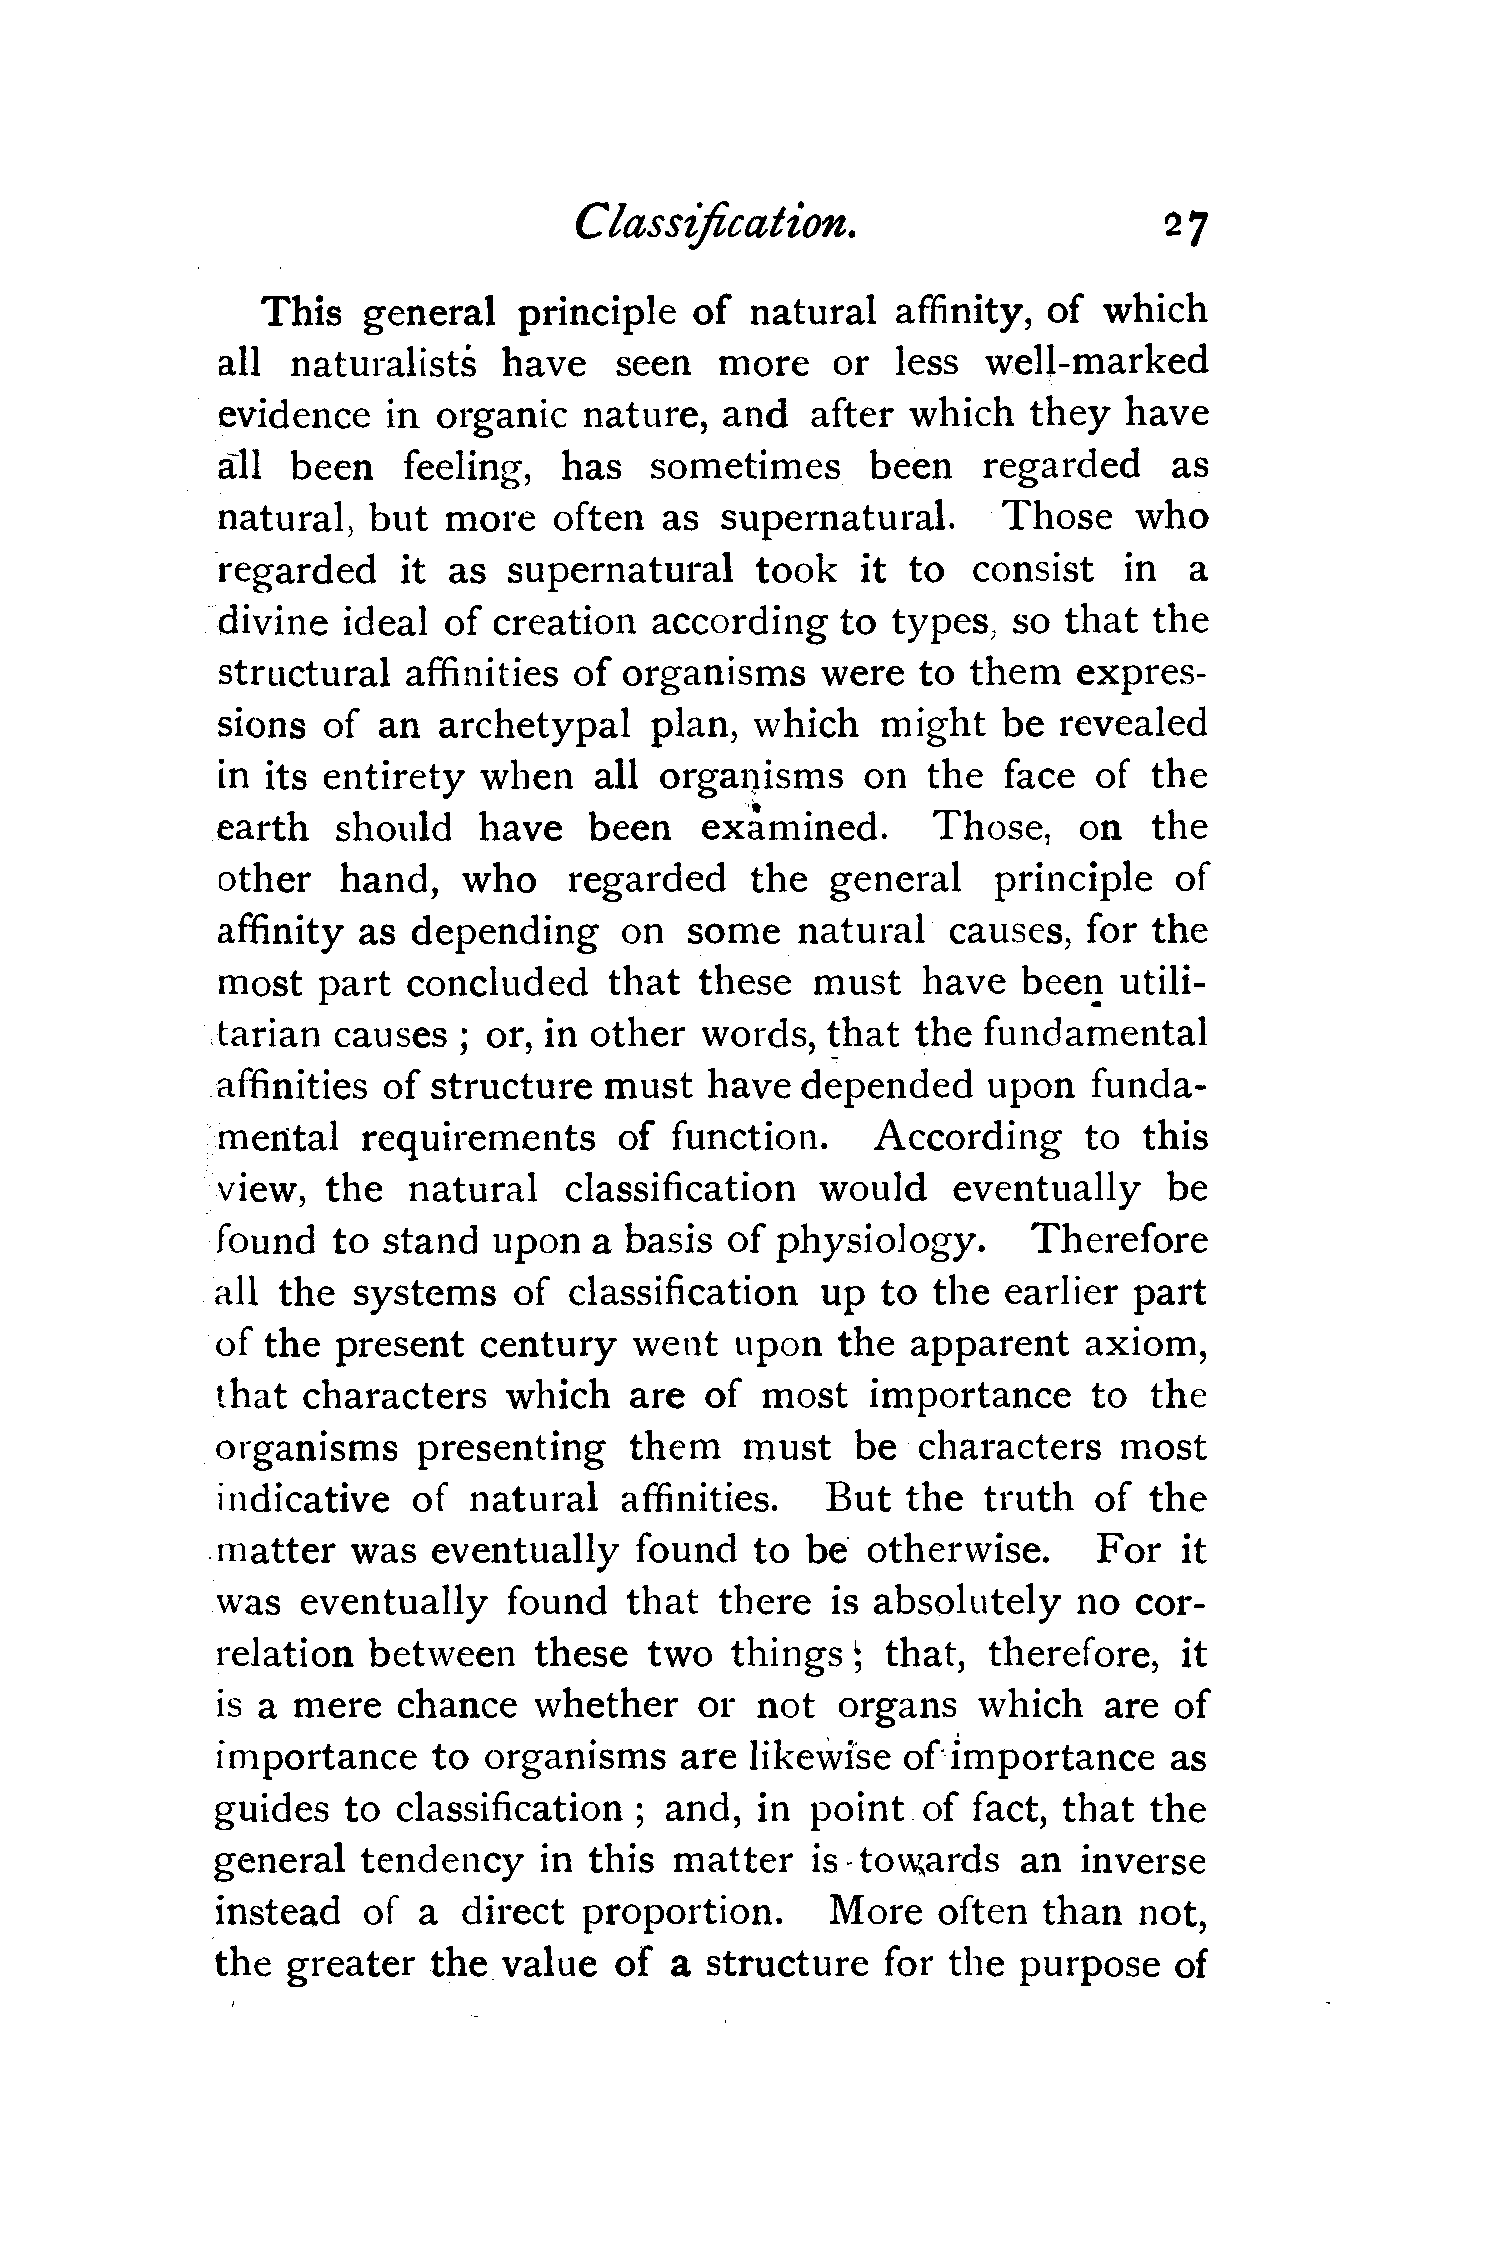 Classification. 27
This general principle of natural affinity, of which
all naturalists have seen more or less well-marked
evidence in organic nature, and after which they have
all been feeling, has sometimes been regarded as
natural, but more often as supernatural. Those who
regarded it as supernatural took it to consist in a
divine ideal of creation according to types, so that the
structural affinities of organisms were to them expres-
sions of an archetypal plan, which might be revealed
in its entirety when all organisms on the face of the
earth should have been examined. Those, on the
other hand, who regarded the general principle of
affinity as depending on some natural causes, for the
most part concluded that these must have been utili-
tarian causes ; or, in other words, that the fundamental
affinities of structure must have depended upon funda-
mental requirements of function. According to this
view, the natural classification would eventually be
found to stand upon a basis of physiology. Therefore
all the systems of classification up to the earlier part
of the present century went upon the apparent axiom,
that characters which are of most importance to the
organisms presenting them must be characters most
indicative of natural affinities. But the truth of the
matter was eventually found to be otherwise. For it
was eventually found that there is absolutely no cor-
relation between these two things ; that, therefore, it
is a mere chance whether or not organs which are of
importance to organisms are likewise of importance as
guides to classification ; and, in point of fact, that the
general tendency in this matter is towards an inverse
instead of a direct proportion. More often than not,
the greater the value of a structure for the purpose of